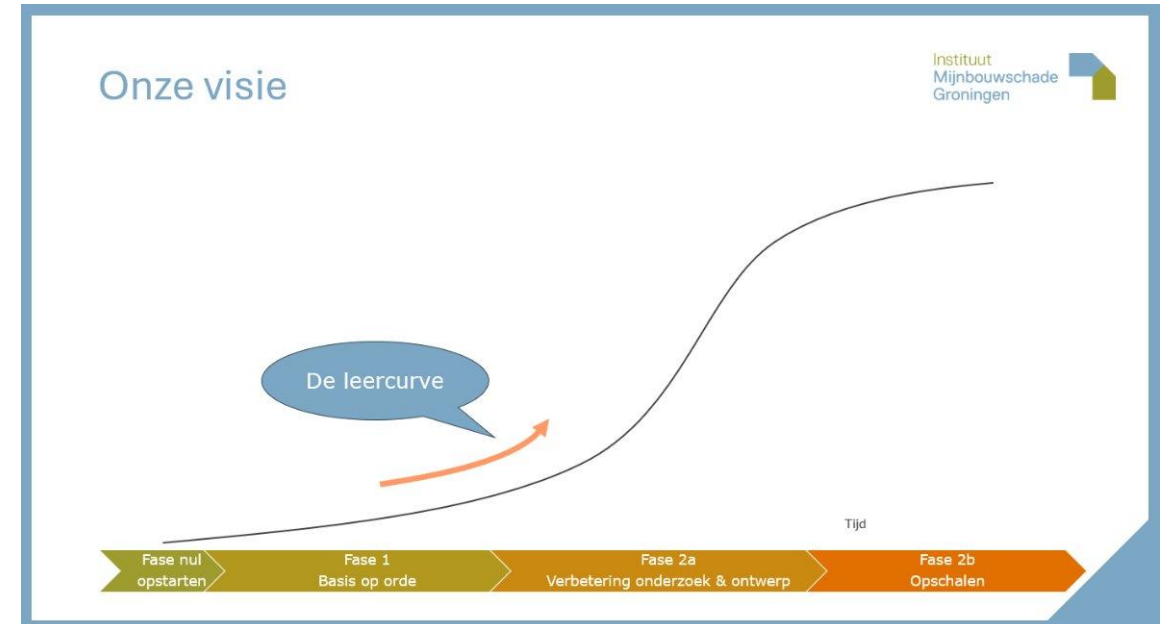 Onze visie
Instituut
Mijnbouwschade
Groningen
De leercurve
Tijd
Fase nul
opstarten
Fase 1
Basis op orde
Fase 2a
Verbetering onderzoek & ontwerp
Fase 2b
Opschalen